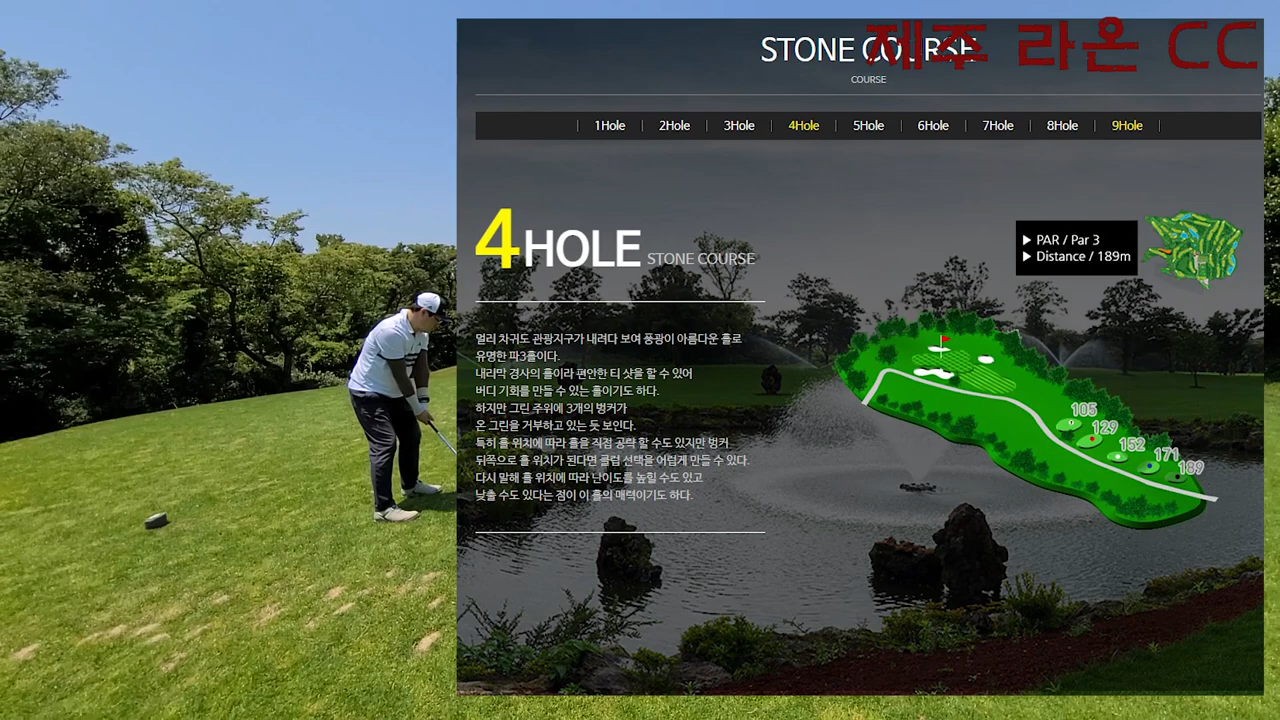 제주 라온 CC
STONE COURSE
COURSE
1Hole 2Hole 3Hole 4Hole 5Hole 6Hole 7Hole 8Hole 9Hole
4 HOLE STONE COURSE
▶ PAR / Par 3
▶ Distance / 189m
멀리 차귀도 관광지구가 내려다 보여 풍광이 아름다운 홀로
유명한 파3홀이다.
내리막 경사의 홀이라 편안한 티 샷을 할 수 있어
버디 기회를 만들 수 있는 홀이기도 하다.
하지만 그린 주위에 3개의 벙커가
온 그린을 거부하고 있는 듯 보인다.
특히 홀 위치에 따라 홀을 직접 공략 할 수도 있지만 벙커
뒤쪽으로 홀 위치가 된다면 클럽 선택을 어렵게 만들 수 있다.
다시 말해 홀 위치에 따라 난이도를 높힐 수도 있고
낮출 수도 있다는 점이 이 홀의 매력이기도 하다.
105
129
152
171
189